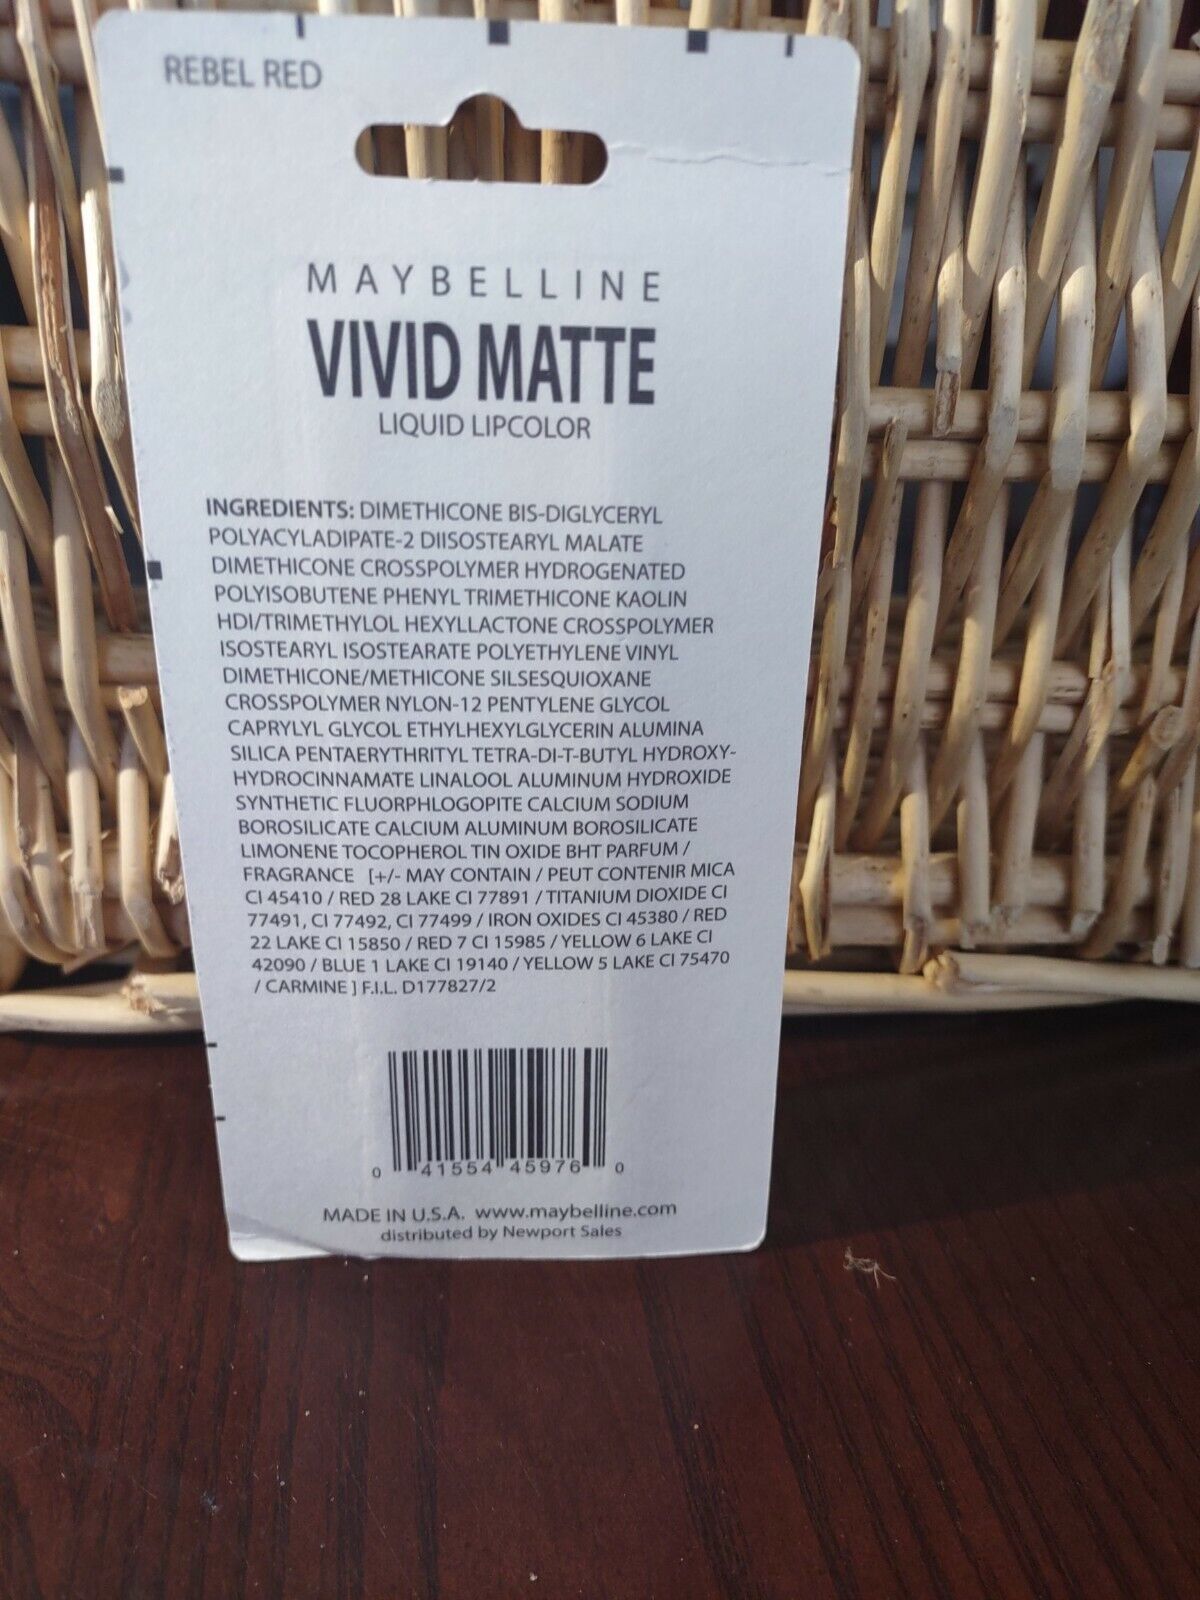 REBEL RED
MAYBELLINE
VIVID MATTE
LIQUID LIPCOLOR
INGREDIENTS: DIMETHICONE BIS-DIGLYCERYL
POLYACYLADIPATE-2 DIISOSTEARYL MALATE
DIMETHICONE CROSSPOLYMER HYDROGENATED
POLYISOBUTENE PHENYL TRIMETHICONE KAOLIN
HDI/TRIMETHYLOL HEXYLLACTONE CROSSPOLYMER
ISOSTEARYL ISOSTEARATE POLYETHYLENE VINYL
DIMETHICONE/METHICONE SILSESQUIOXANE
CROSSPOLYMER NYLON-12 PENTYLENE GLYCOL
CAPRYLYL GLYCOL ETHYLHEXYLGLYCERIN ALUMINA
SILICA PENTAERYTHRITYL TETRA-DI-T-BUTYL HYDROXY-
HYDROCINNAMATE LINALOOL ALUMINUM HYDROXIDE
SYNTHETIC FLUORPHLOGOPITE CALCIUM SODIUM
BOROSILICATE CALCIUM ALUMINUM BOROSILICATE
LIMONENE TOCOPHEROL TIN OXIDE BHT PARFUM /
FRAGRANCE [+/- MAY CONTAIN / PEUT CONTENIR MICA
CI 45410 / RED 28 LAKE CI 77891 / TITANIUM DIOXIDE CI
77491, CI 77492, CI 77499 / IRON OXIDES CI 45380 / RED
22 LAKE CI 15850 / RED 7 CI 15985 / YELLOW 6 LAKE CI
42090 / BLUE 1 LAKE CI 19140 / YELLOW 5 LAKE CI 75470
/ CARMINE ] F.I.L. D177827/2
0 41554 45976 0
MADE IN U.S.A. www.maybelline.com
distributed by Newport Sales